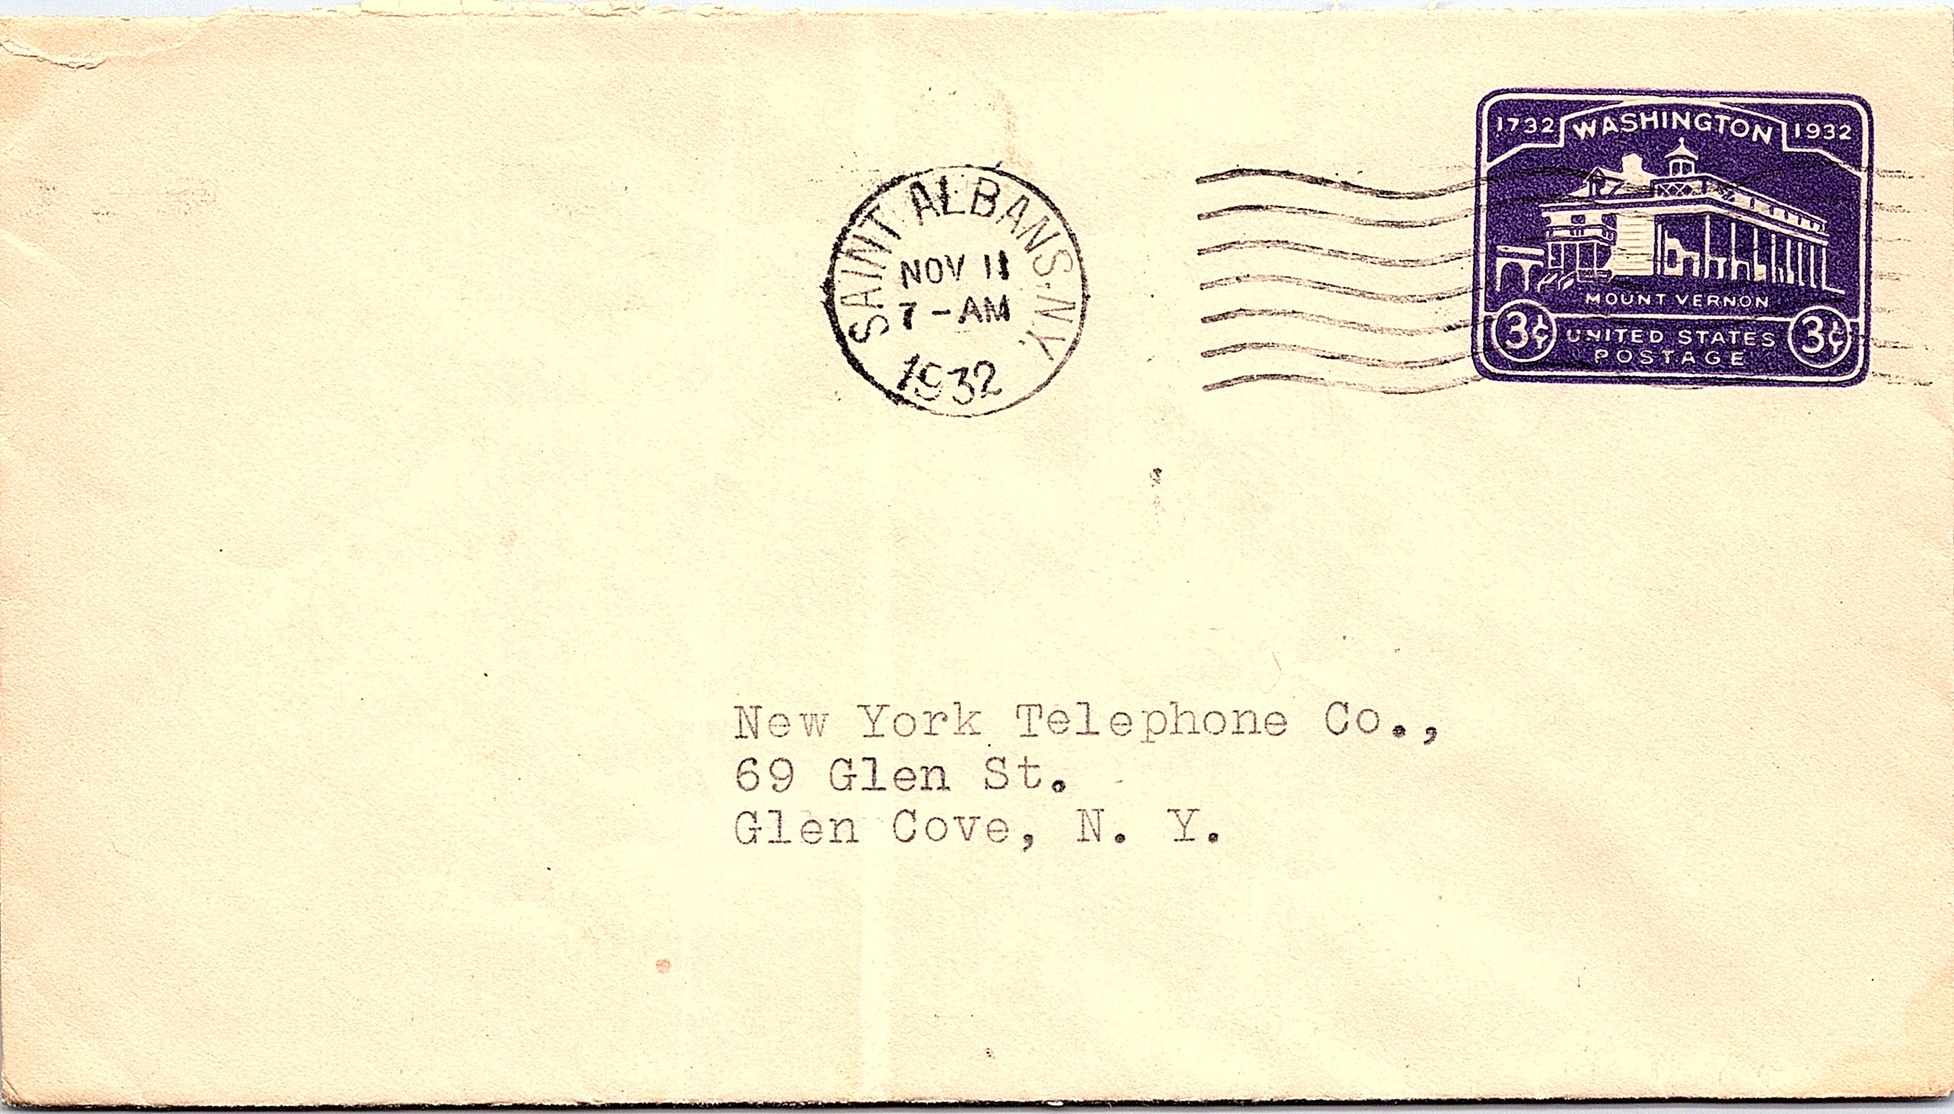 1732 WASHINGTON 1932
MOUNT VERNON
3¢ UNITED STATES 3¢
POSTAGE
SAINT ALBANS. N.Y.
NOV 11
7-AM
1932
New York Telephone Co.,
69 Glen St.
Glen Cove, N. Y.